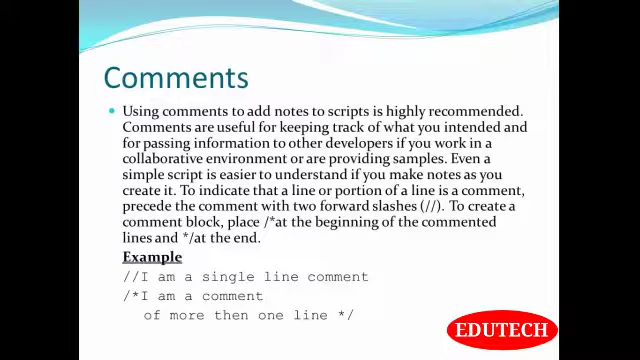 Comments
Using comments to add notes to scripts is highly recommended.
Comments are useful for keeping track of what you intended and
for passing information to other developers if you work in a
collaborative environment or are providing samples. Even a
simple script is easier to understand if you make notes as you
create it. To indicate that a line or portion of a line is a comment,
precede the comment with two forward slashes (//). To create a
comment block, place /*at the beginning of the commented
lines and */at the end.
Example
//I am a single line comment
/*I am a comment
of more then one line */
EDUTECH